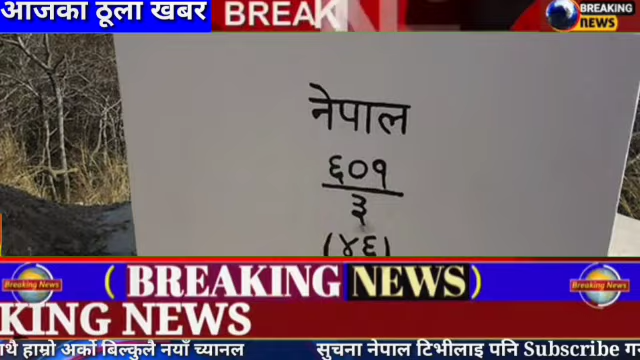 आजका ठूला खबर
BREAK
BREAKING
NEWS
नेपाल
६०१
३
(४६)
Breaking News
(BREAKING NEWS)
Breaking News
KING NEWS
थै हाम्रो अर्को बिल्कुलै नयाँ च्यानल सुचना नेपाल टिभीलाइ पनि Subscribe